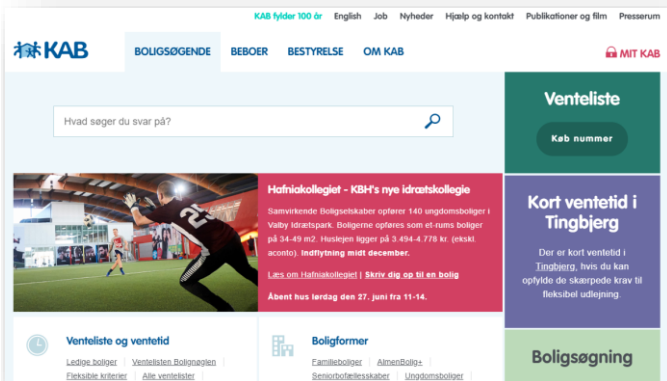 KAB fylder 100 år English Job Nyheder Hjælp og kontakt Publikationer og film Presserum
KAB BOLIGSØGENDE BEBOER BESTYRELSE OM KAB MIT KAB
Hvad søger du svar på?
Venteliste
Køb nummer
Hafniakollegiet - KBH's nye idrætskollegie
Samvirkende Boligselskaber opfører 140 ungdomsboliger i
Valby Idrætspark. Boligerne opføres som et-rums boliger
på 34-49 m2. Huslejen ligger på 3.494-4.778 kr. (ekskl.
aconto). Indflytning midt december.
Læs om Hafniakollegiet | Skriv dig op til en bolig
Åbent hus lørdag den 27. juni fra 11-14.
Kort ventetid i
Tingbjerg
Der er kort ventetid i
Tingbjerg, hvis du kan
opfylde de skærpede krav til
fleksibel udlejning.
Venteliste og ventetid
Ledige boliger Ventelisten Bolignøglen
Fleksible kriterier Alle ventelister
Boligformer
Familieboliger AlmenBolig+
Seniorbofællesskaber Ungdomsboliger
Boligsøgning